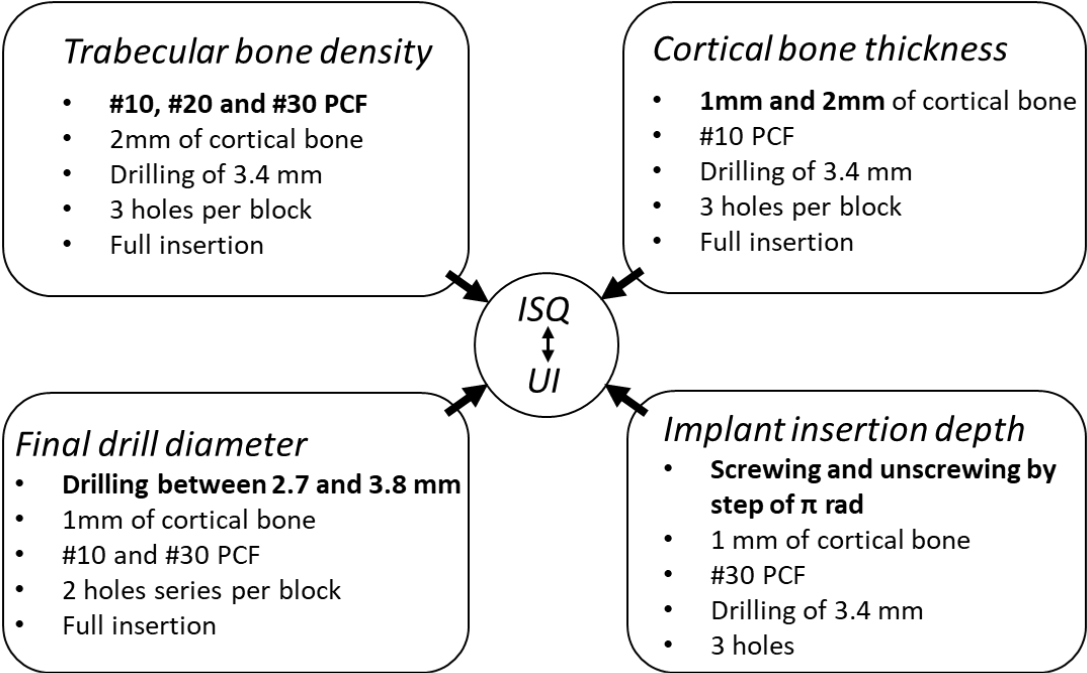 Trabecular bone density
• #10, #20 and #30 PCF
• 2mm of cortical bone
• Drilling of 3.4 mm
• 3 holes per block
• Full insertion
Cortical bone thickness
• 1mm and 2mm of cortical bone
• #10 PCF
• Drilling of 3.4 mm
• 3 holes per block
• Full insertion
ISQ
UI
Final drill diameter
• Drilling between 2.7 and 3.8 mm
• 1mm of cortical bone
• #10 and #30 PCF
• 2 holes series per block
• Full insertion
Implant insertion depth
• Screwing and unscrewing by
step of π rad
• 1 mm of cortical bone
• #30 PCF
• Drilling of 3.4 mm
• 3 holes